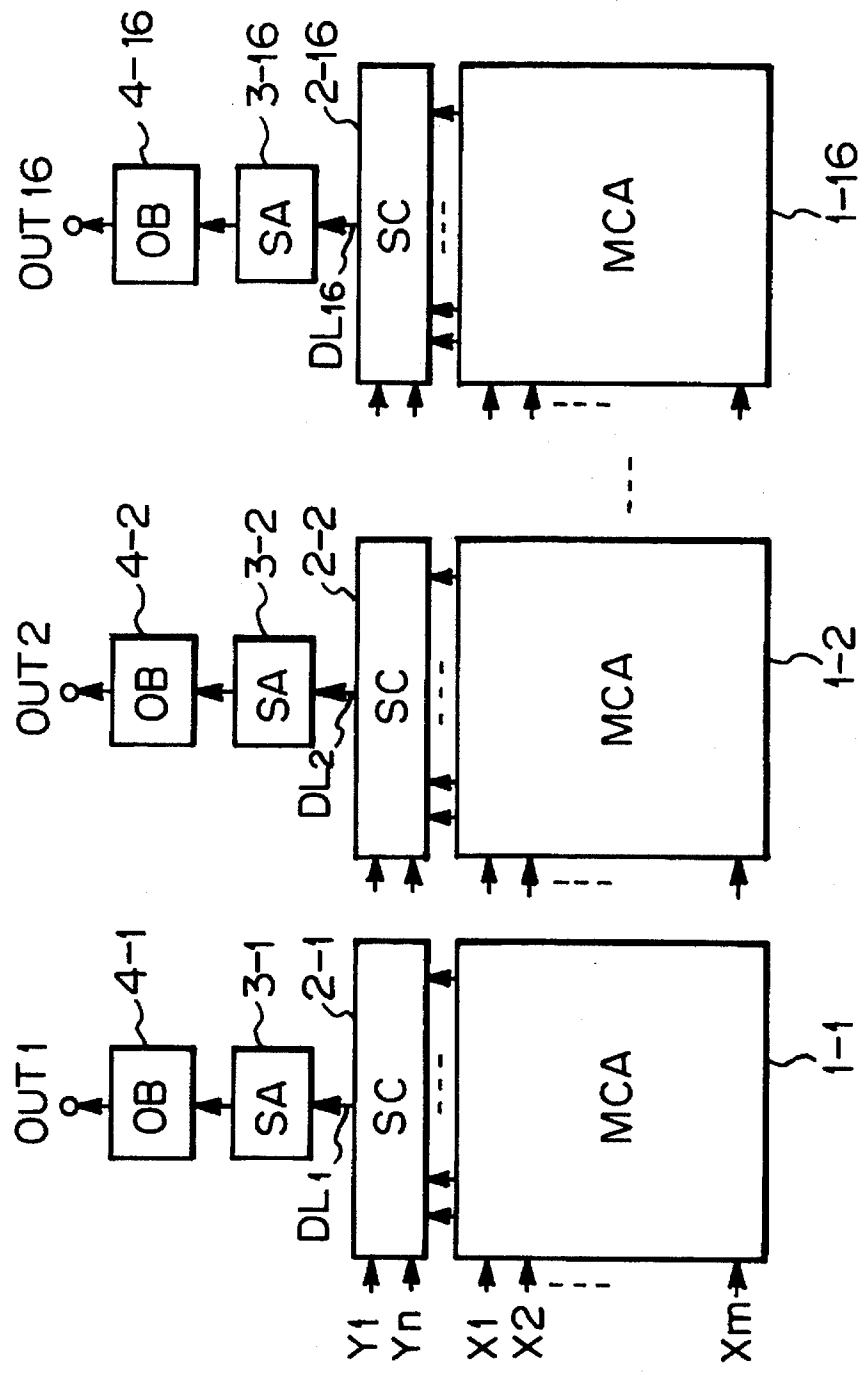 OUT1 OUT2 OUT16
OB 4-1 OB 4-2 OB 4-16
SA 3-1 SA 3-2 SA 3-16
DL1 2-1 DL2 2-2 DL16 2-16
Y1 SC SC SC
Yn
X1
X2
MCA MCA MCA
Xm
1-1 1-2 1-16